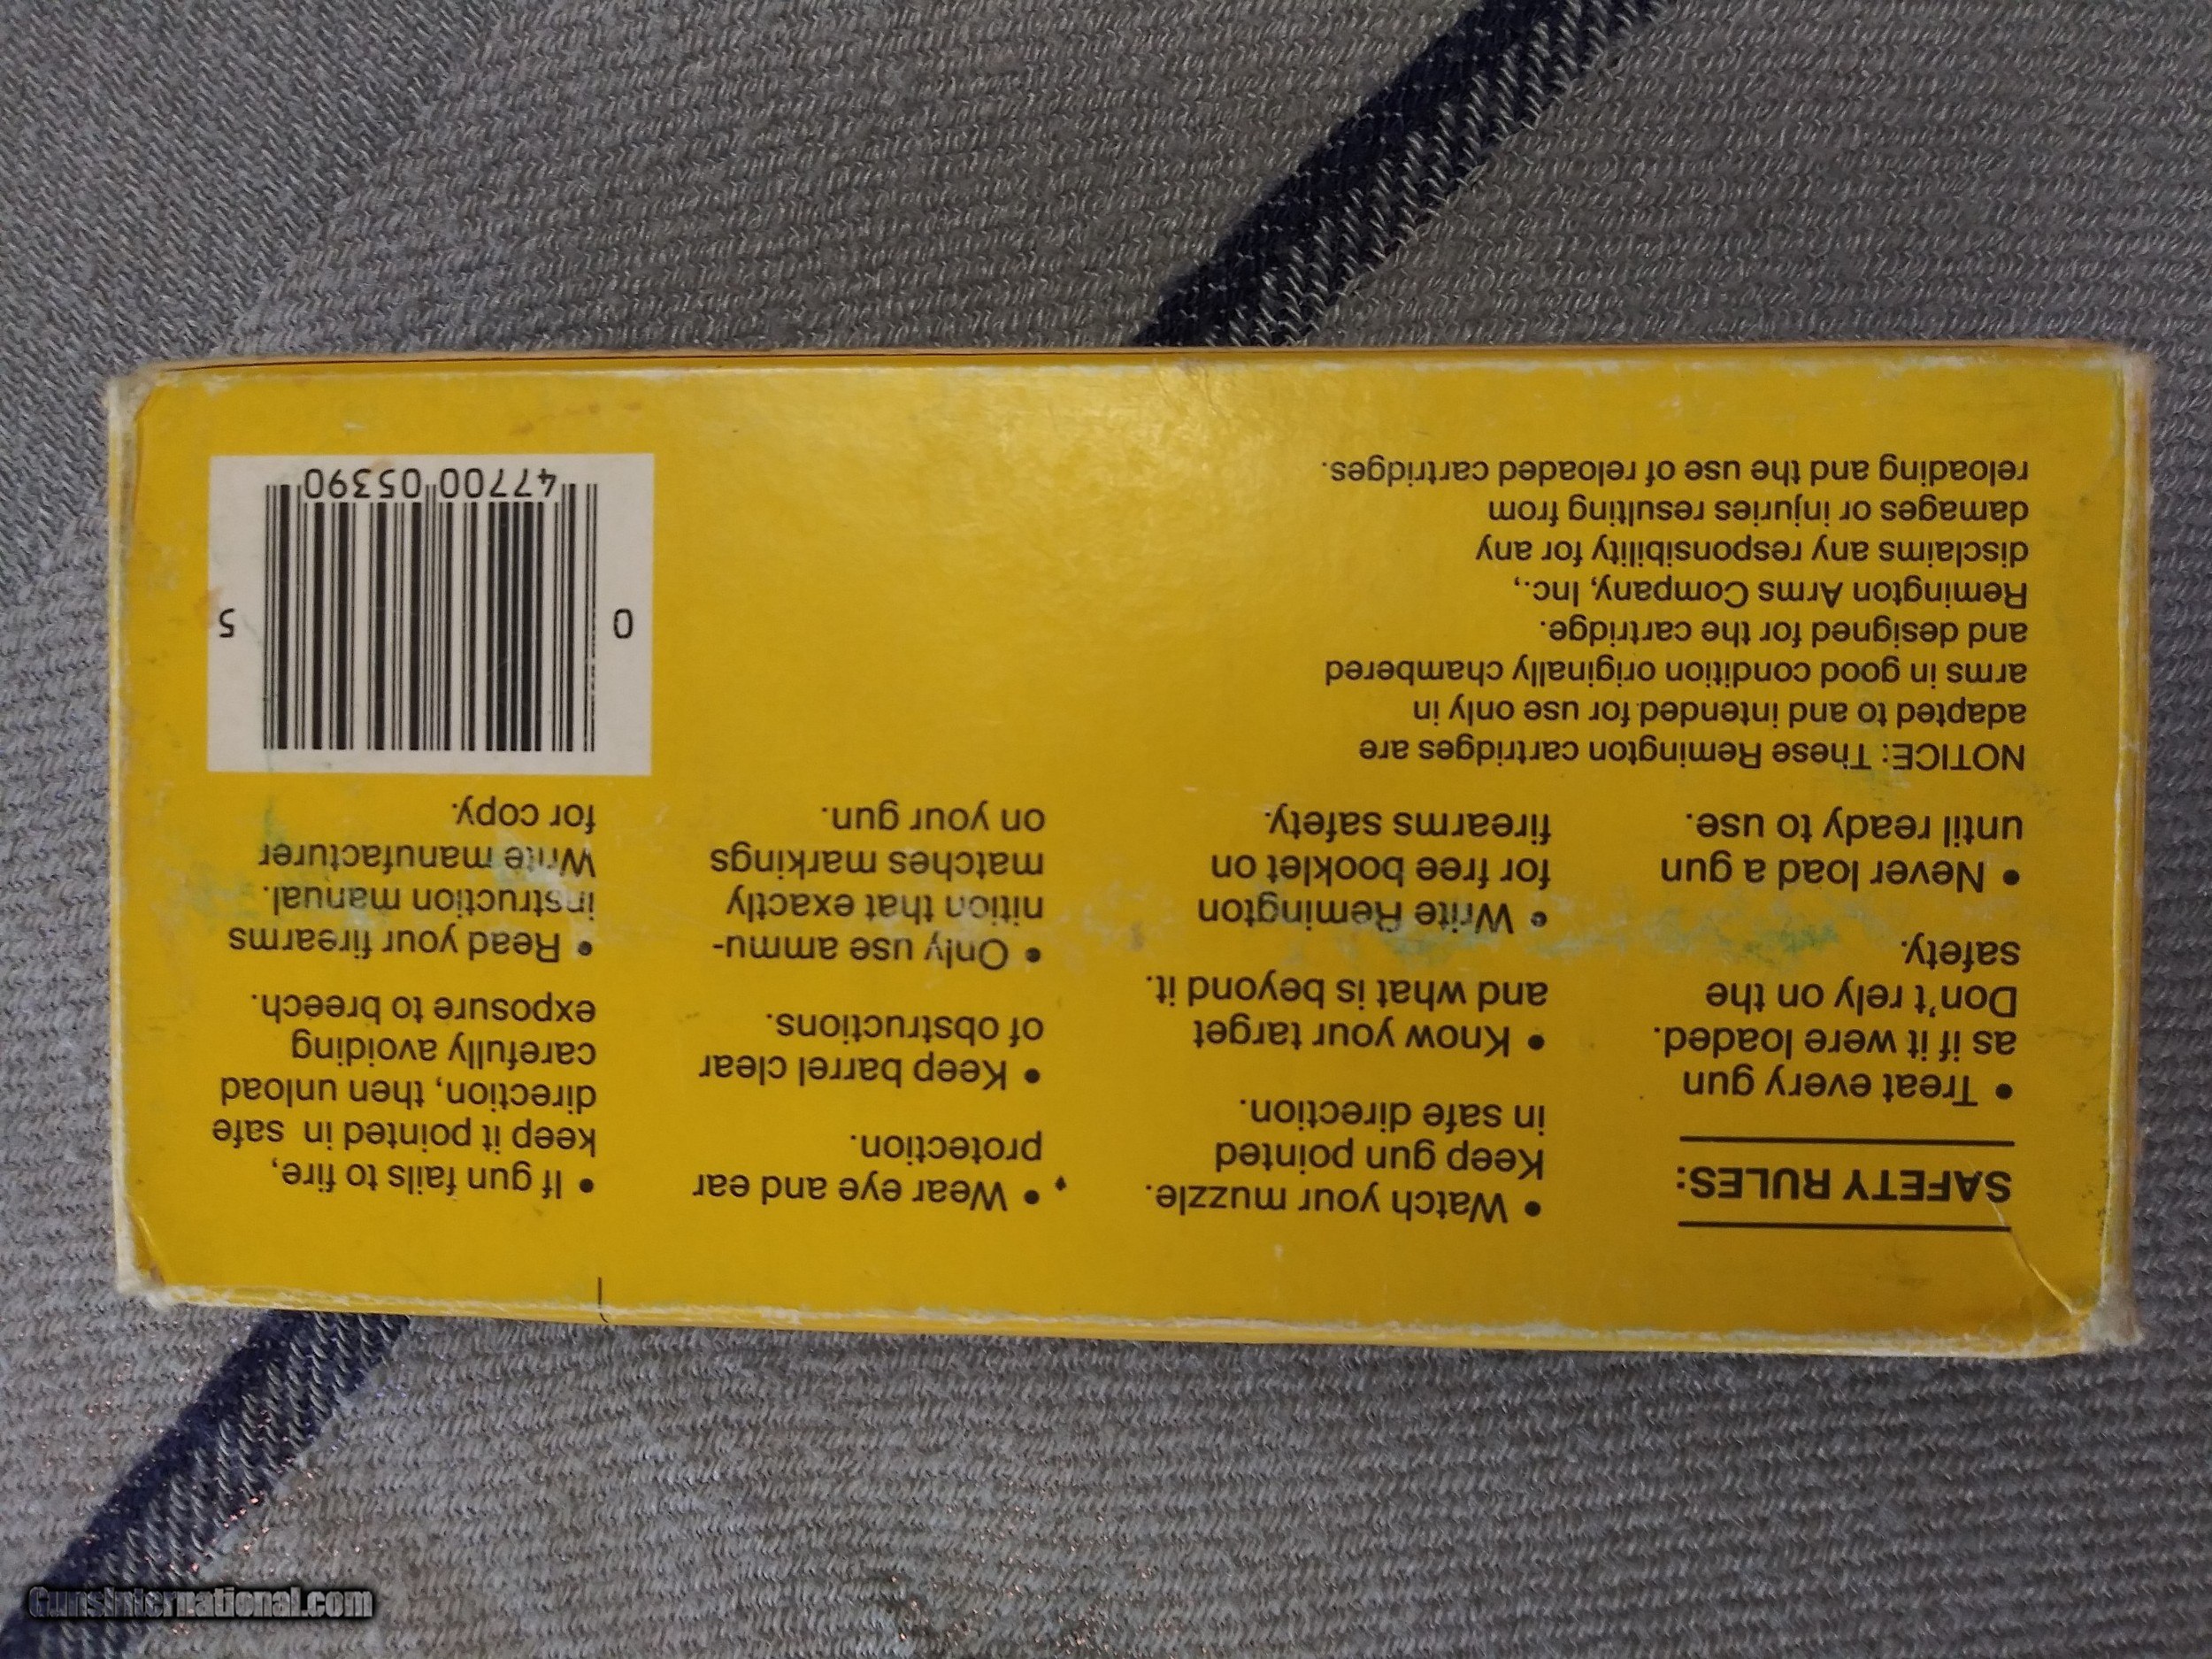 SAFETY RULES:
• Treat every gun
as if it were loaded.
Don't rely on the
safety.
• Never load a gun
until ready to use.
• Watch your muzzle.
Keep gun pointed
in safe direction.
• Know your target
and what is beyond it.
• Write Remington
for free booklet on
firearms safety.
• Wear eye and ear
protection.
• Keep barrel clear
of obstructions.
• Only use ammu-
nition that exactly
matches markings
on your gun.
• If gun fails to fire,
keep it pointed in safe
direction, then unload
carefully avoiding
exposure to breech.
• Read your firearms
instruction manual.
Write manufacturer
for copy.
NOTICE: These Remington cartridges are
adapted to and intended for use only in
arms in good condition originally chambered
and designed for the cartridge.
Remington Arms Company, Inc.,
disclaims any responsibility for any
damages or injuries resulting from
reloading and the use of reloaded cartridges.
0 47700 05390 5
GunsInternational.com